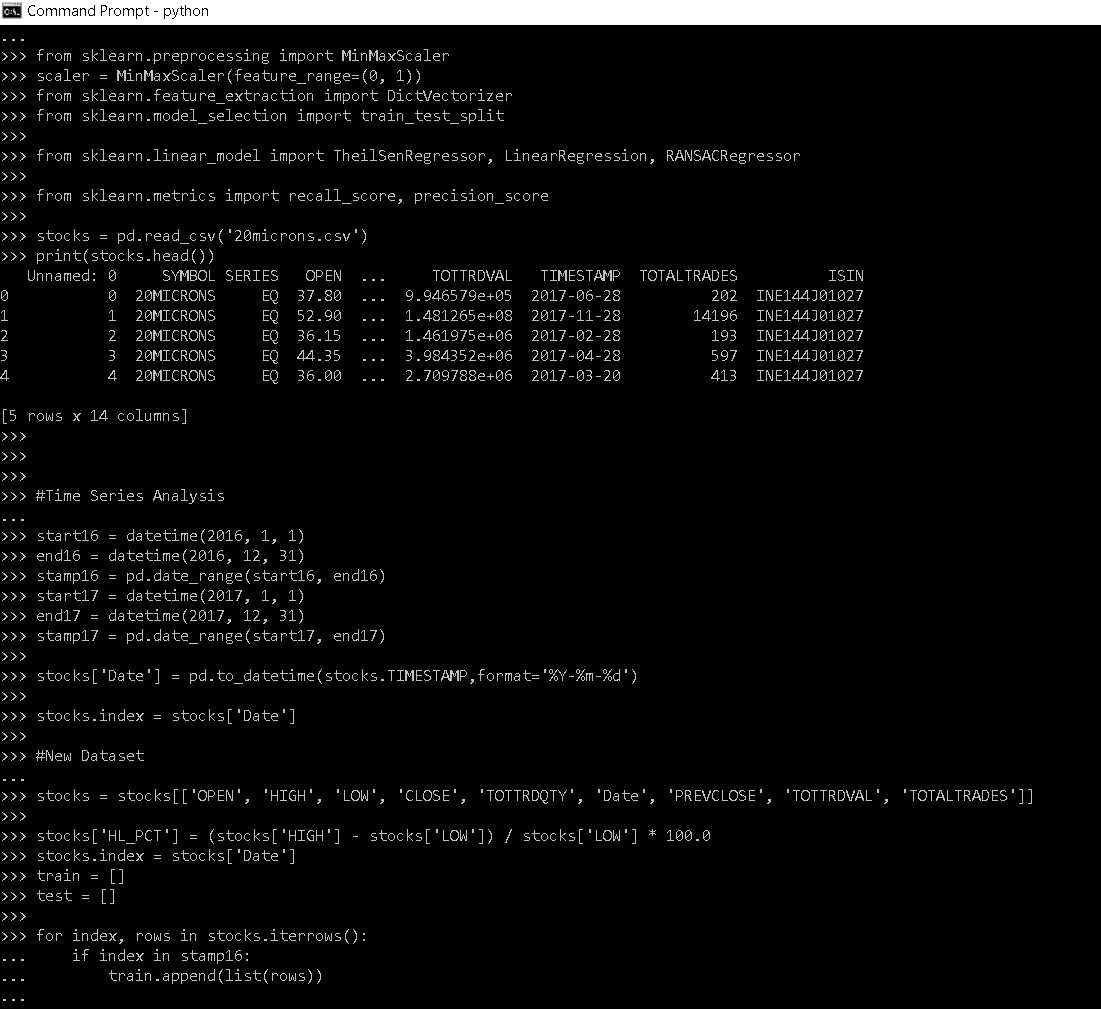 Command Prompt - python
...
>>> from sklearn.preprocessing import MinMaxScaler
>>> scaler = MinMaxScaler(feature_range=(0, 1))
>>> from sklearn.feature_extraction import DictVectorizer
>>> from sklearn.model_selection import train_test_split
>>>
>>> from sklearn.linear_model import TheilSenRegressor, LinearRegression, RANSACRegressor
>>>
>>> from sklearn.metrics import recall_score, precision_score
>>>
>>> stocks = pd.read_csv('20microns.csv')
>>> print(stocks.head())
   Unnamed: 0     SYMBOL SERIES   OPEN  ...     TOTTRDVAL   TIMESTAMP  TOTALTRADES          ISIN
0           0  20MICRONS     EQ  37.80  ...  9.946579e+05  2017-06-28          202  INE144J01027
1           1  20MICRONS     EQ  52.90  ...  1.481265e+08  2017-11-28        14196  INE144J01027
2           2  20MICRONS     EQ  36.15  ...  1.461975e+06  2017-02-28          193  INE144J01027
3           3  20MICRONS     EQ  44.35  ...  3.984352e+06  2017-04-28          597  INE144J01027
4           4  20MICRONS     EQ  36.00  ...  2.709788e+06  2017-03-20          413  INE144J01027
[5 rows x 14 columns]
>>>
>>>
>>>
>>> #Time Series Analysis
...
>>> start16 = datetime(2016, 1, 1)
>>> end16 = datetime(2016, 12, 31)
>>> stamp16 = pd.date_range(start16, end16)
>>> start17 = datetime(2017, 1, 1)
>>> end17 = datetime(2017, 12, 31)
>>> stamp17 = pd.date_range(start17, end17)
>>>
>>> stocks['Date'] = pd.to_datetime(stocks.TIMESTAMP,format='%Y-%m-%d')
>>>
>>> stocks.index = stocks['Date']
>>>
>>> #New Dataset
...
>>> stocks = stocks[['OPEN', 'HIGH', 'LOW', 'CLOSE', 'TOTTRDQTY', 'Date', 'PREVCLOSE', 'TOTTRDVAL', 'TOTALTRADES']]
>>>
>>> stocks['HL_PCT'] = (stocks['HIGH'] - stocks['LOW']) / stocks['LOW'] * 100.0
>>> stocks.index = stocks['Date']
>>> train = []
>>> test = []
>>>
>>> for index, rows in stocks.iterrows():
...     if index in stamp16:
...         train.append(list(rows))
...